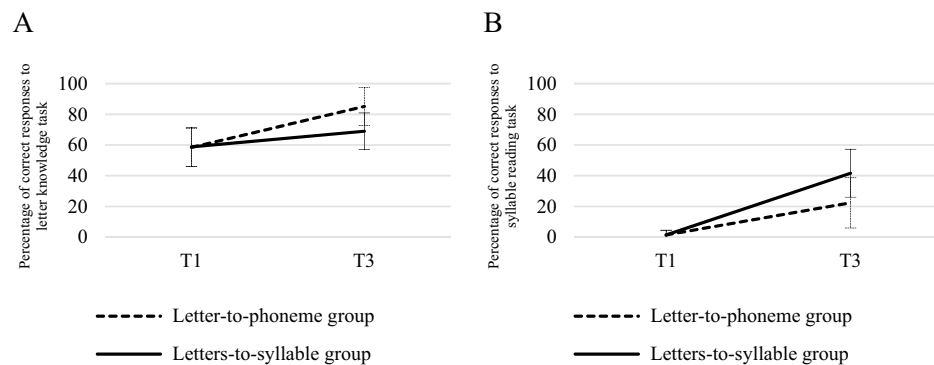 A
Percentage of correct responses to
letter knowledge task
100
80
60
40
20
0
T1 T3
Letter-to-phoneme group
Letters-to-syllable group
B
Percentage of correct responses to
syllable reading task
100
80
60
40
20
0
T1 T3
Letter-to-phoneme group
Letters-to-syllable group